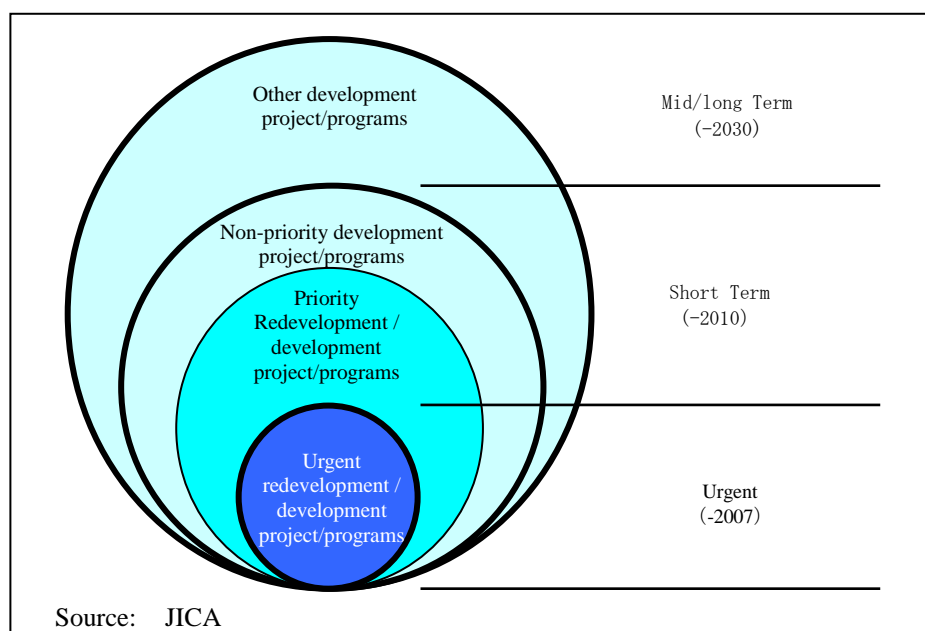 Other development
project/programs
Mid/long Term
(-2030)
Non-priority development
project/programs
Priority
Redevelopment /
development
project/programs
Short Term
(-2010)
Urgent
redevelopment /
development
project/programs
Urgent
(-2007)
Source: JICA